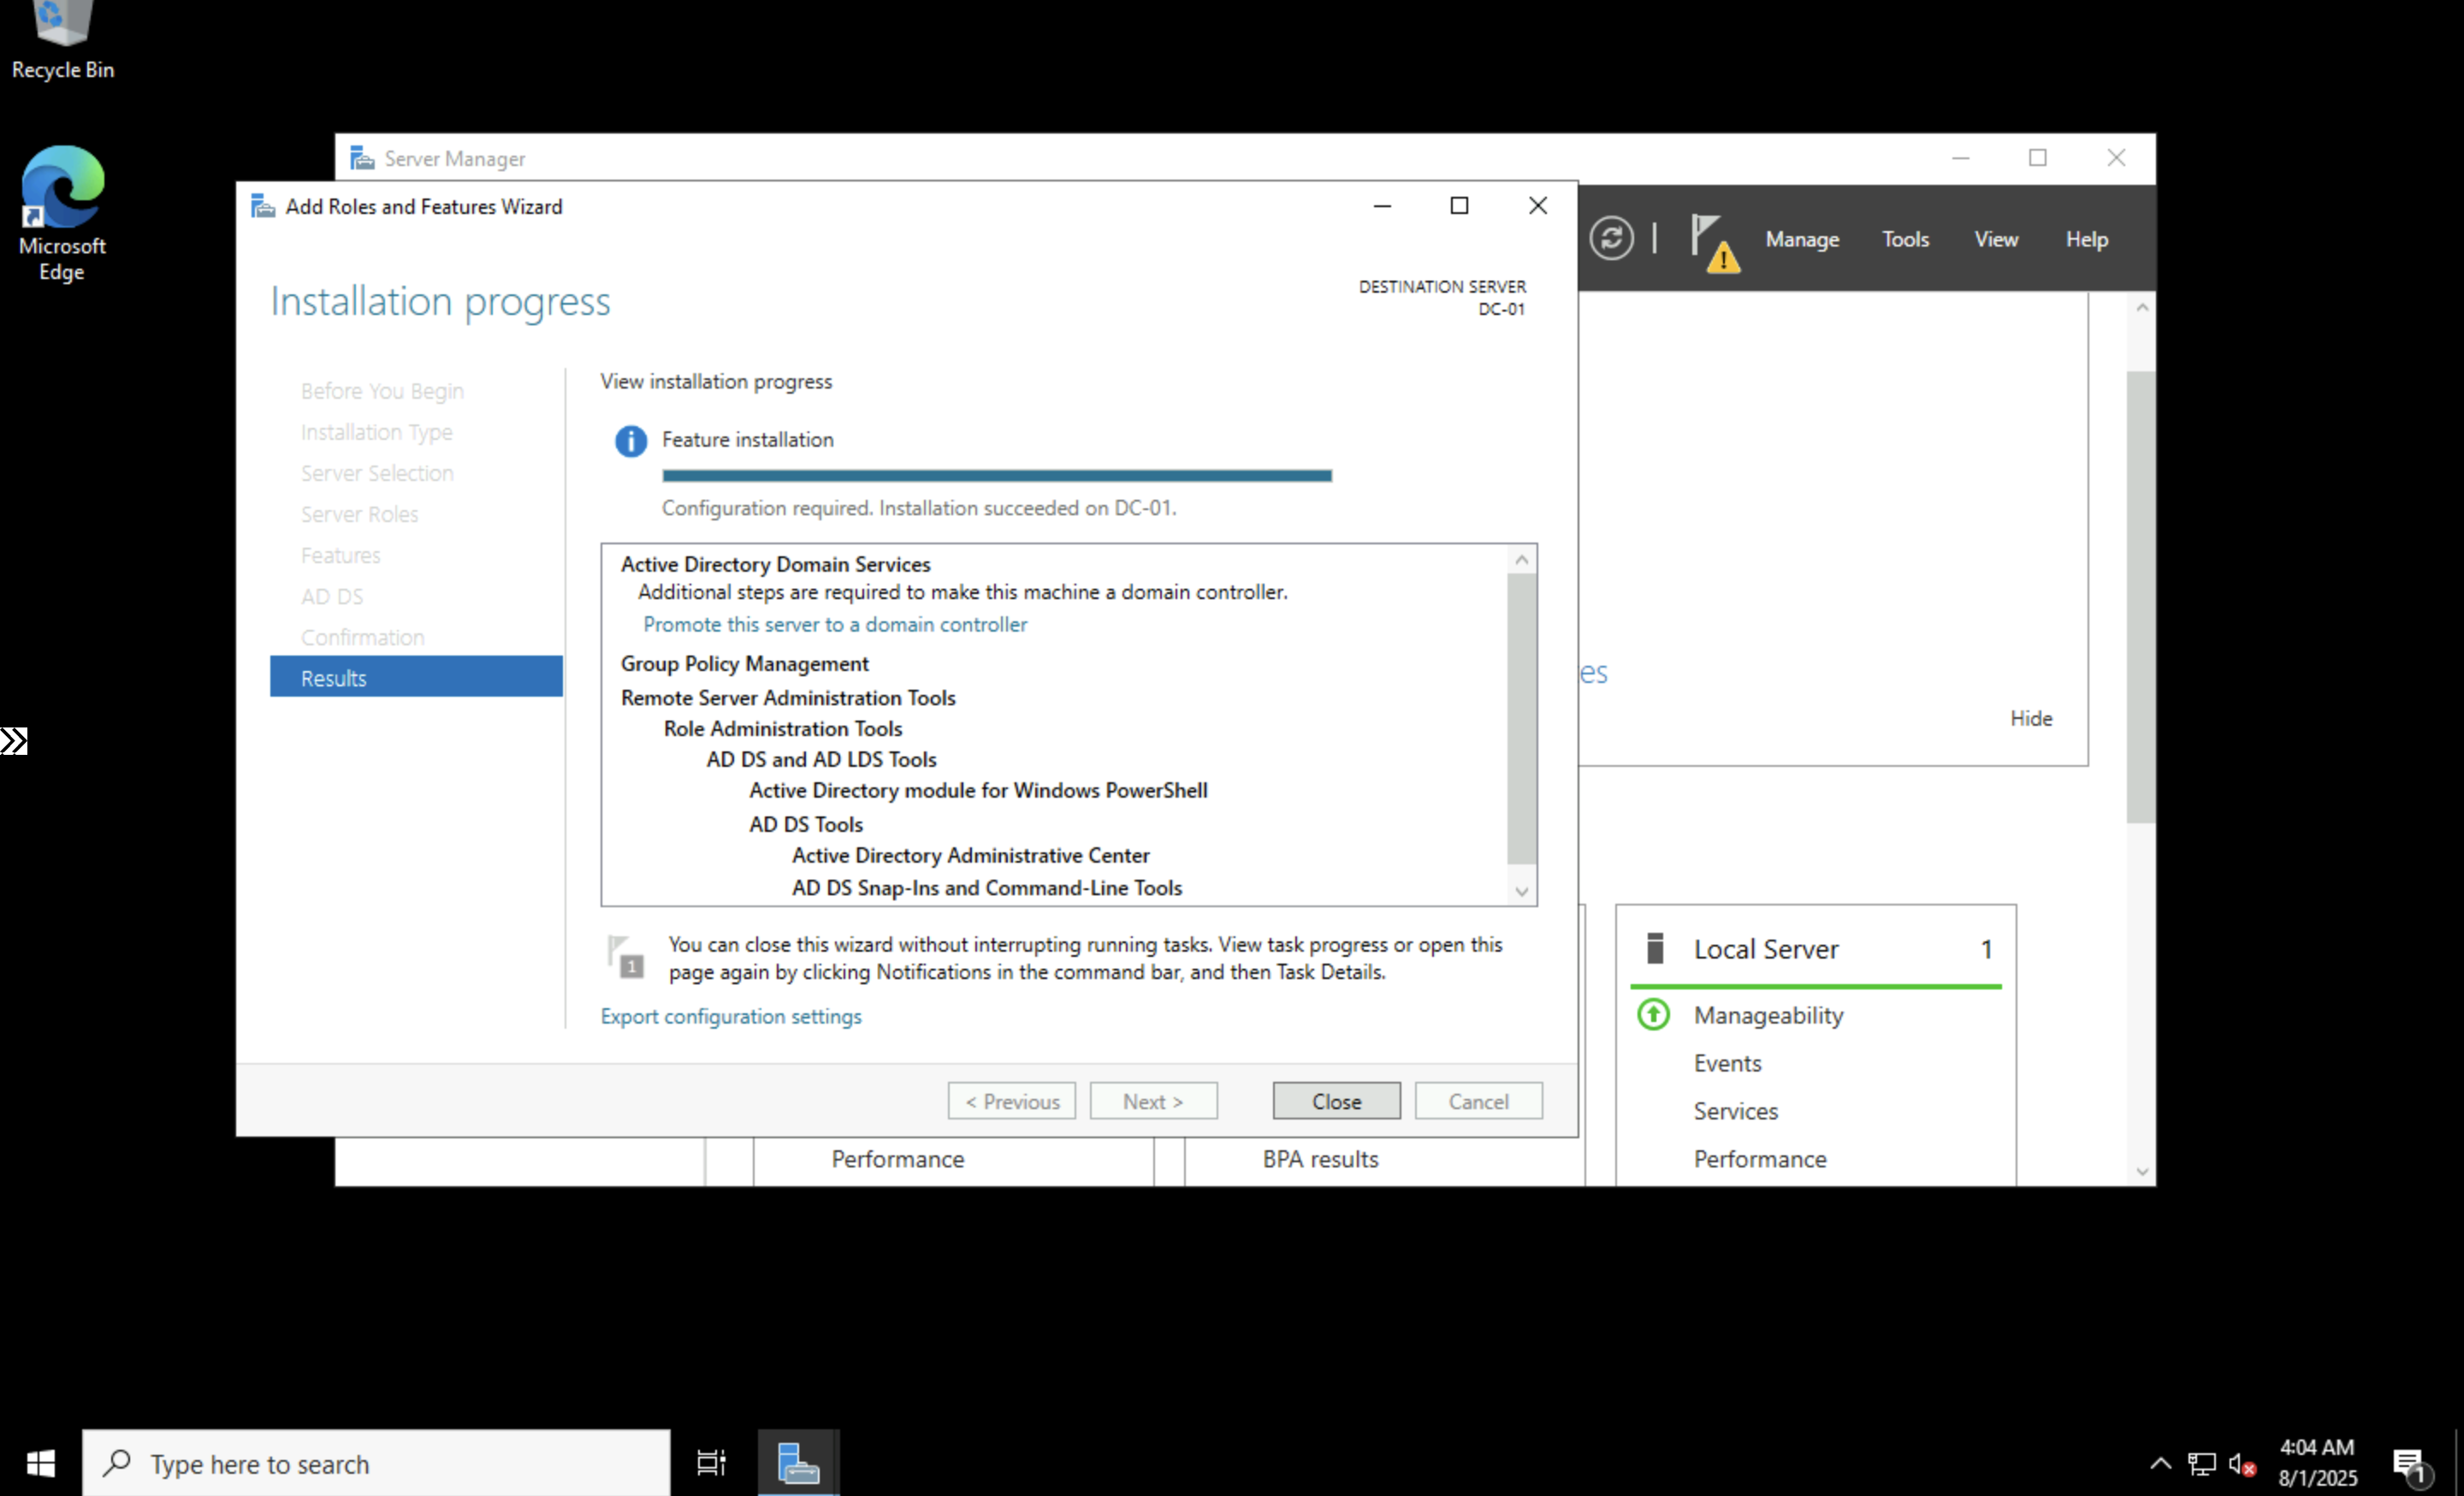 Recycle Bin
Microsoft
Edge
Server Manager
Manage
Tools
View
Help
Add Roles and Features Wizard
Installation progress
DESTINATION SERVER
DC-01
Before You Begin
Installation Type
Server Selection
Server Roles
Features
AD DS
Confirmation
Results
View installation progress
Feature installation
Configuration required. Installation succeeded on DC-01.
Active Directory Domain Services
Additional steps are required to make this machine a domain controller.
Promote this server to a domain controller
Group Policy Management
Remote Server Administration Tools
Role Administration Tools
AD DS and AD LDS Tools
Active Directory module for Windows PowerShell
AD DS Tools
Active Directory Administrative Center
AD DS Snap-Ins and Command-Line Tools
1
You can close this wizard without interrupting running tasks. View task progress or open this
page again by clicking Notifications in the command bar, and then Task Details.
Export configuration settings
< Previous
Next >
Close
Cancel
es
Hide
Local Server 1
Manageability
Events
Services
Performance
Performance
BPA results
Type here to search
4:04 AM
8/1/2025
1